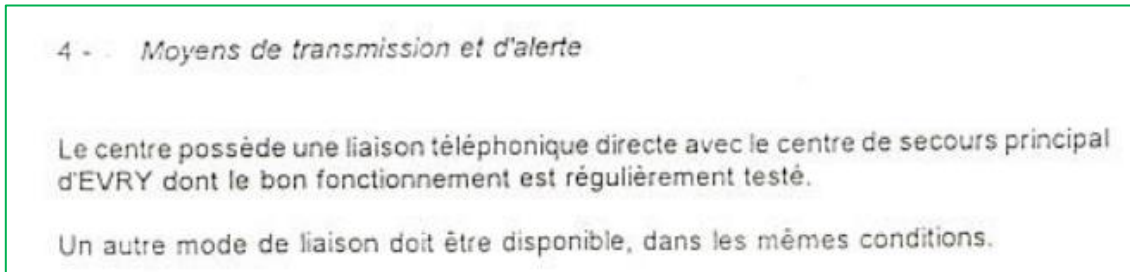 4 - Moyens de transmission et d'alerte
Le centre possède une liaison téléphonique directe avec le centre de secours principal
d'EVRY dont le bon fonctionnement est régulièrement testé.
Un autre mode de liaison doit être disponible, dans les mêmes conditions.